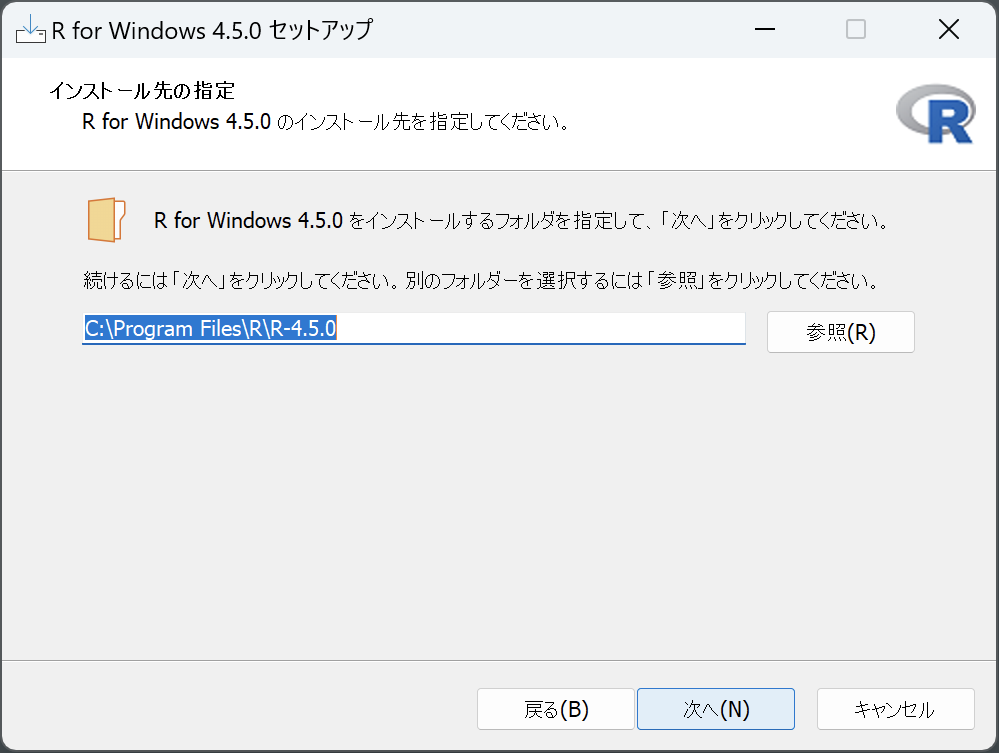 R for Windows 4.5.0 セットアップ
インストール先の指定
R for Windows 4.5.0 のインストール先を指定してください。
R
R for Windows 4.5.0 をインストールするフォルダを指定して、「次へ」をクリックしてください。
続けるには「次へ」をクリックしてください。別のフォルダーを選択するには「参照」をクリックしてください。
C:\Program Files\R\R-4.5.0
参照(R)
戻る(B)
次へ(N)
キャンセル